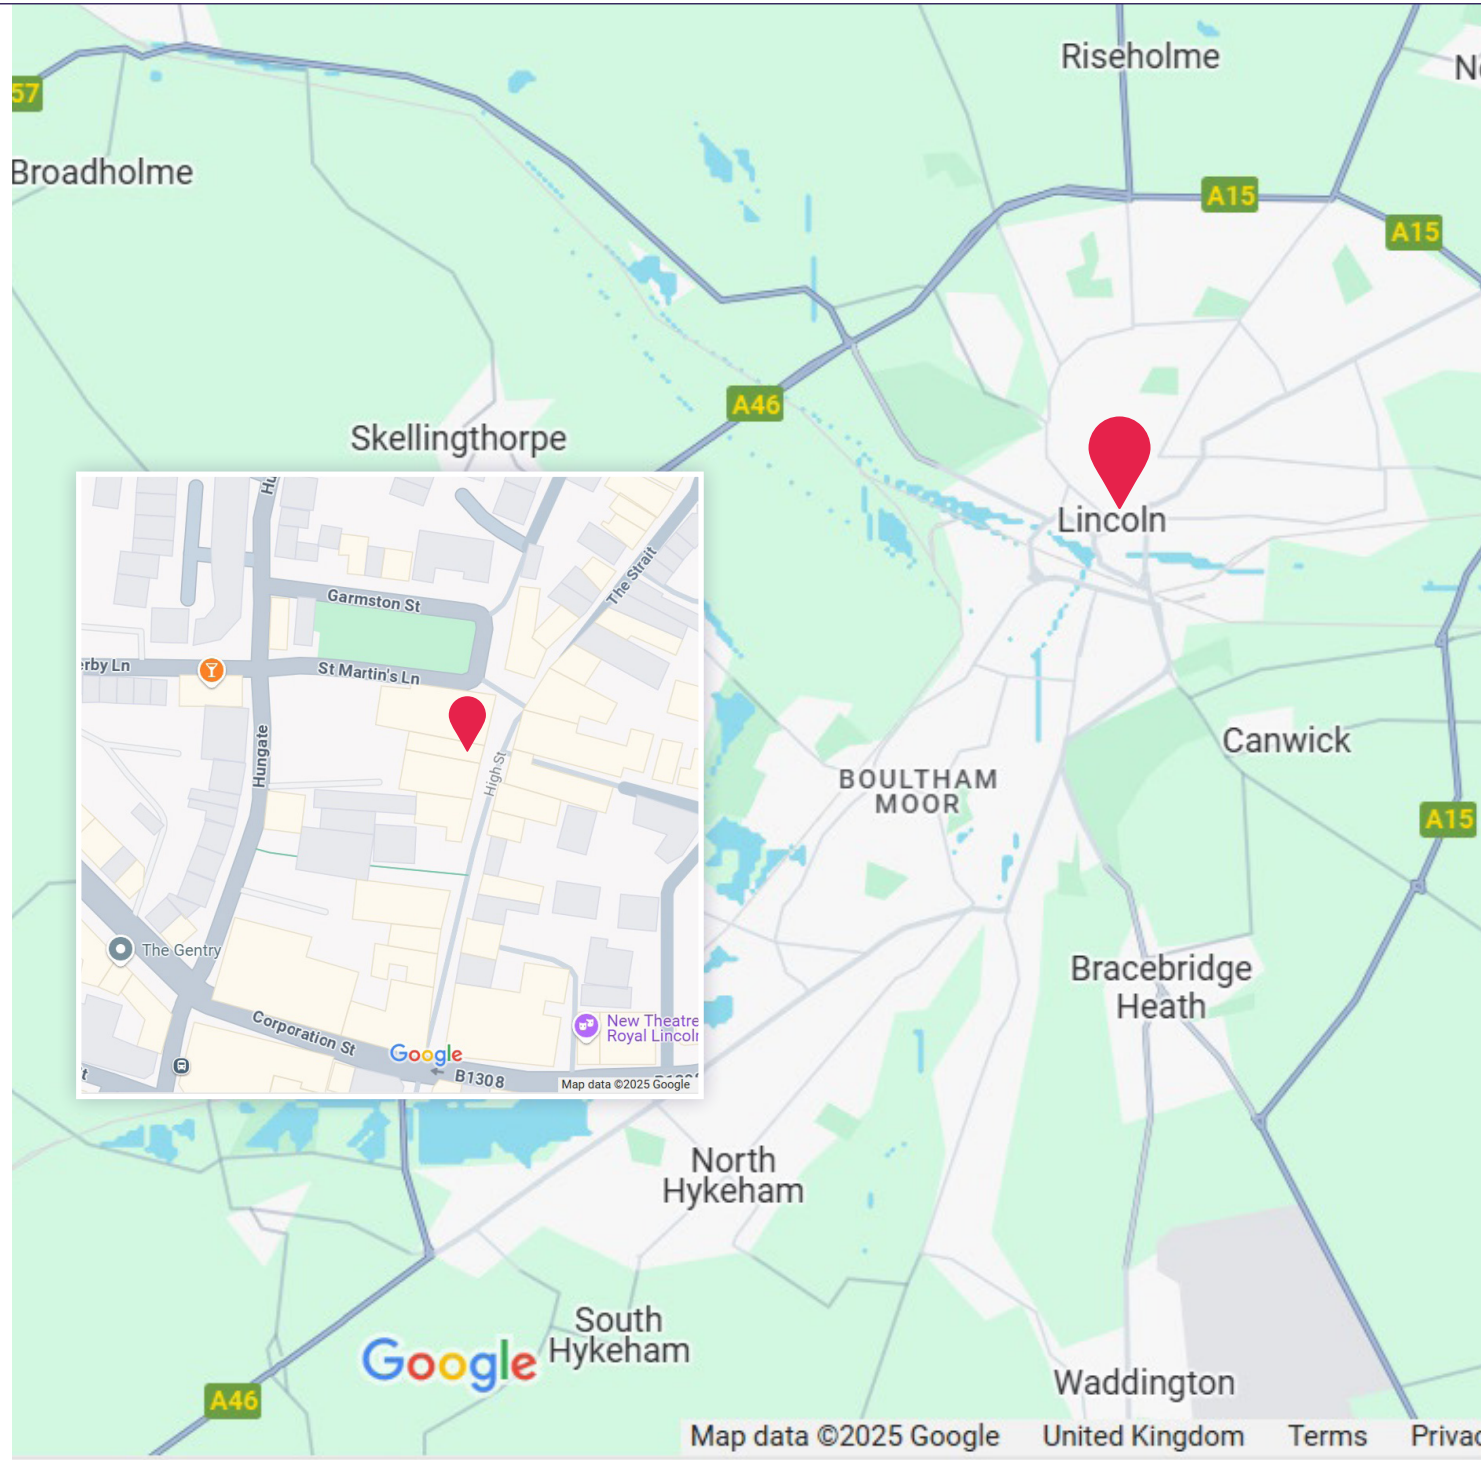 Riseholme
57
Broadholme
A15
A15
A46
Skellingthorpe
Lincoln
Garmston St
The Strait
St Martin's Ln
Hungate
High St
The Gentry
Corporation St
New Theatre
Google
B1308
Map data ©2025 Google
Canwick
BOULTHAM
MOOR
A15
Bracebridge
Heath
North
Hykeham
South
Hykeham
Google
A46
Waddington
Map data ©2025 Google United Kingdom Terms